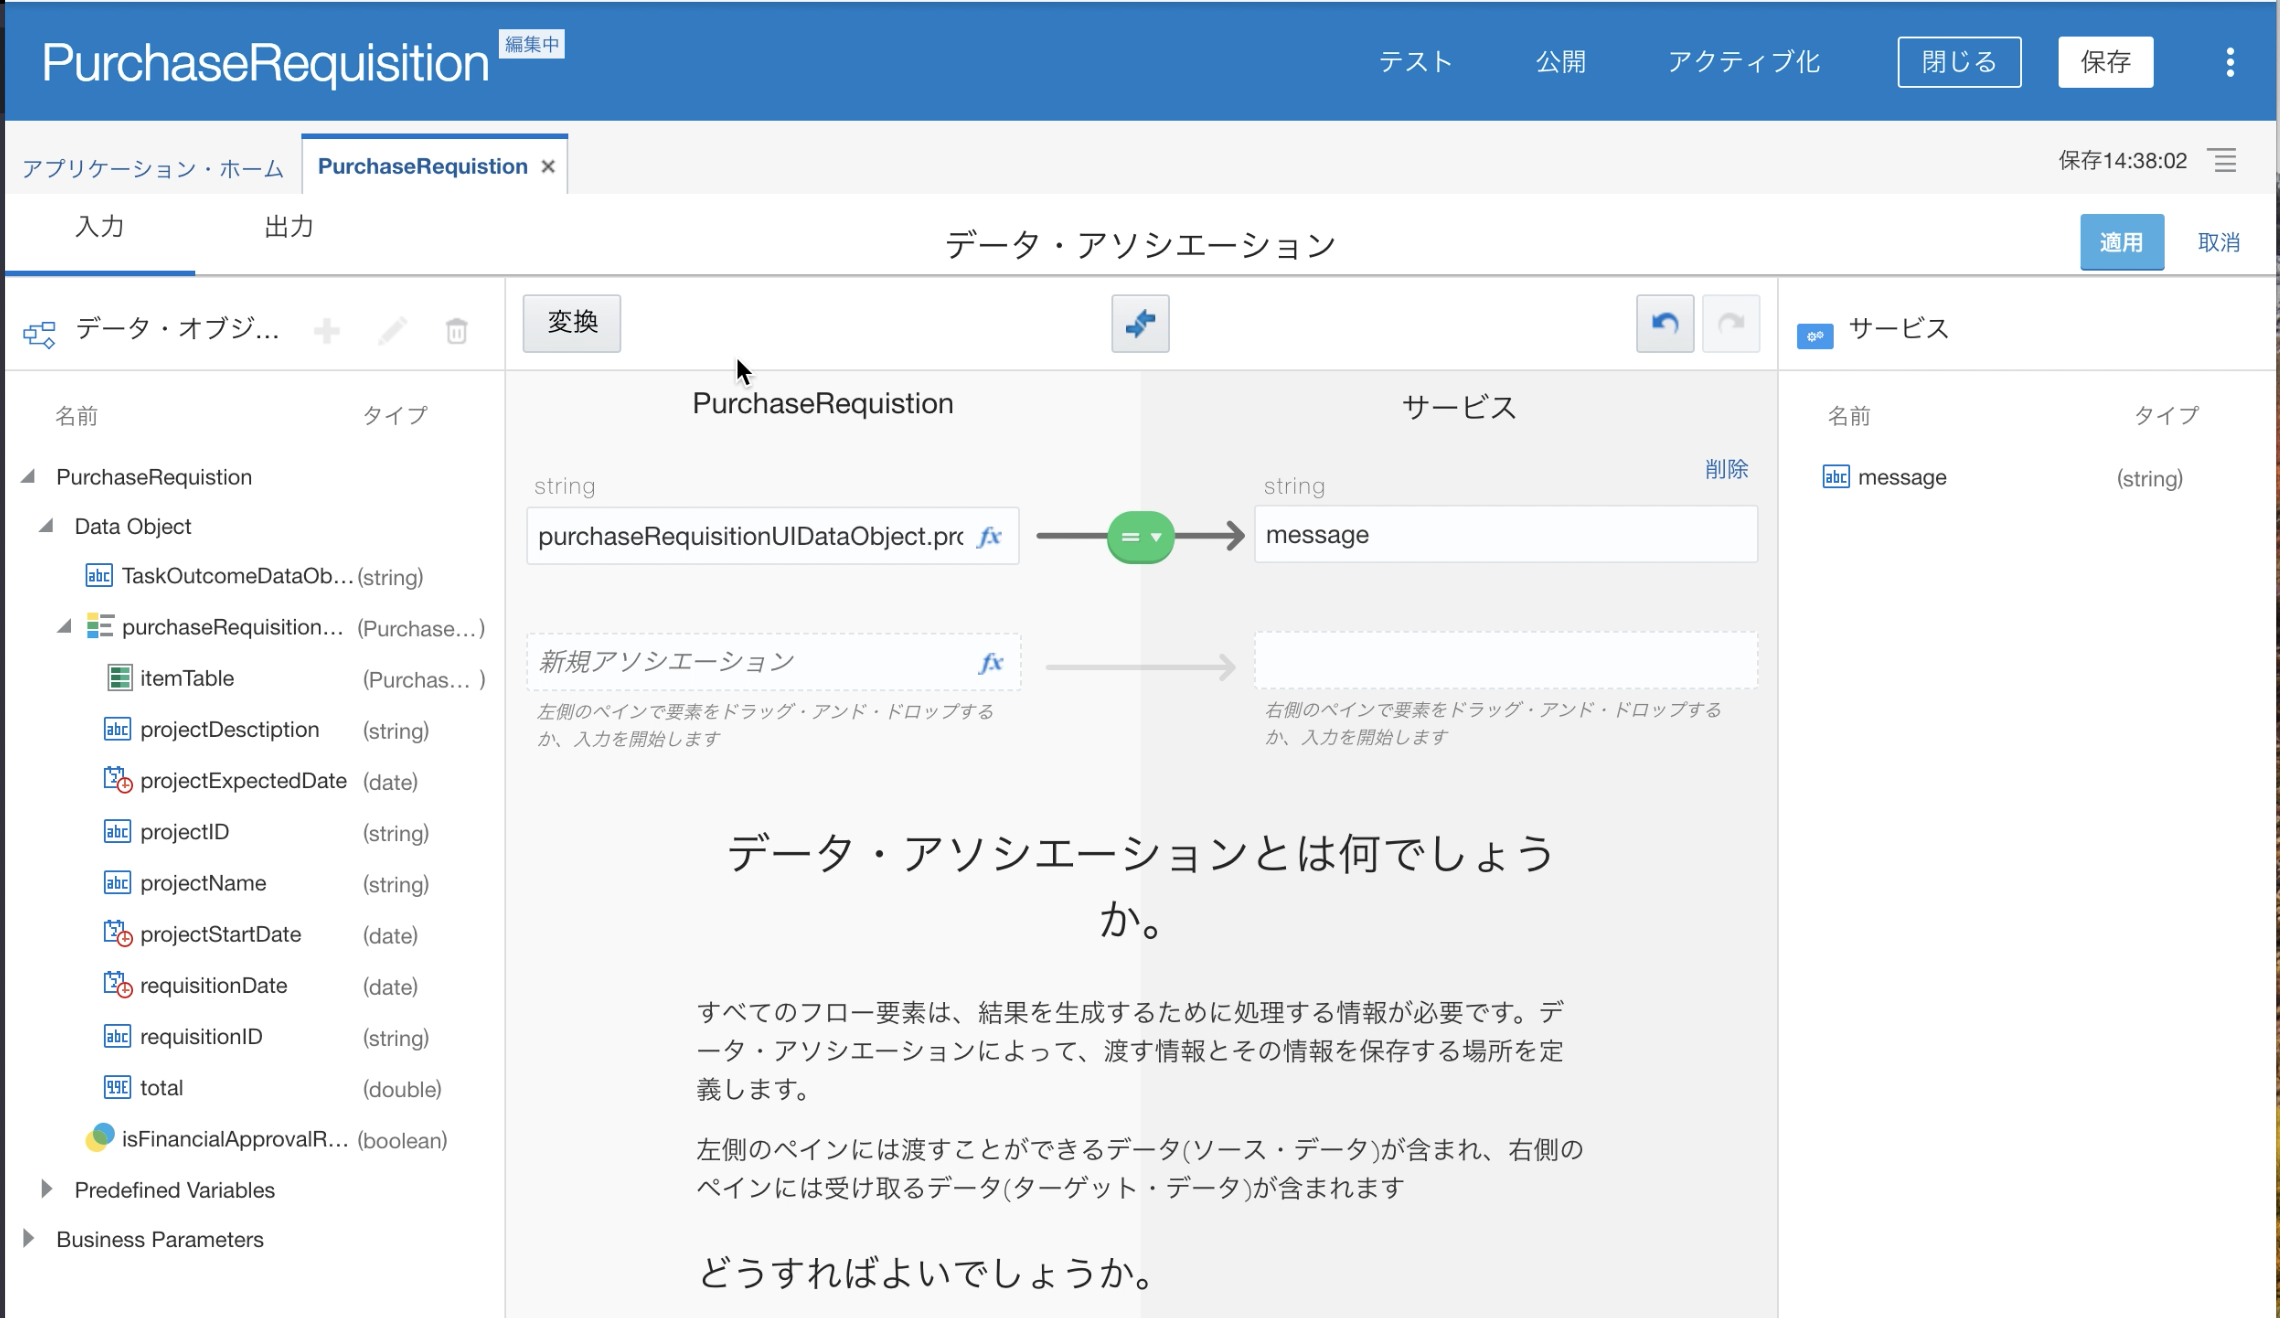 PurchaseRequisition 編集中
テスト 公開 アクティブ化 閉じる 保存
アプリケーション・ホーム PurchaseRequistion × 保存14:38:02
入力 出力 データ・アソシエーション 適用 取消
データ・オブジ... 変換 サービス
名前 タイプ
PurchaseRequistion
Data Object
abc TaskOutcomeDataOb... (string)
purchaseRequisition... (Purchase...)
itemTable (Purchas... )
abc projectDesctiption (string)
projectExpectedDate (date)
abc projectID (string)
abc projectName (string)
projectStartDate (date)
requisitionDate (date)
abc requisitionID (string)
total (double)
isFinancialApprovalR... (boolean)
Predefined Variables
Business Parameters
PurchaseRequistion サービス
削除
string string
purchaseRequisitionUIDataObject.prc fx = message
新規アソシエーション fx
左側のペインで要素をドラッグ・アンド・ドロップする
か、入力を開始します
右側のペインで要素をドラッグ・アンド・ドロップする
か、入力を開始します
データ・アソシエーションとは何でしょう
か。
すべてのフロー要素は、結果を生成するために処理する情報が必要です。デ
ータ・アソシエーションによって、渡す情報とその情報を保存する場所を定
義します。
左側のペインには渡すことができるデータ(ソース・データ)が含まれ、右側の
ペインには受け取るデータ(ターゲット・データ)が含まれます
どうすればよいでしょうか。
名前 タイプ
abc message (string)